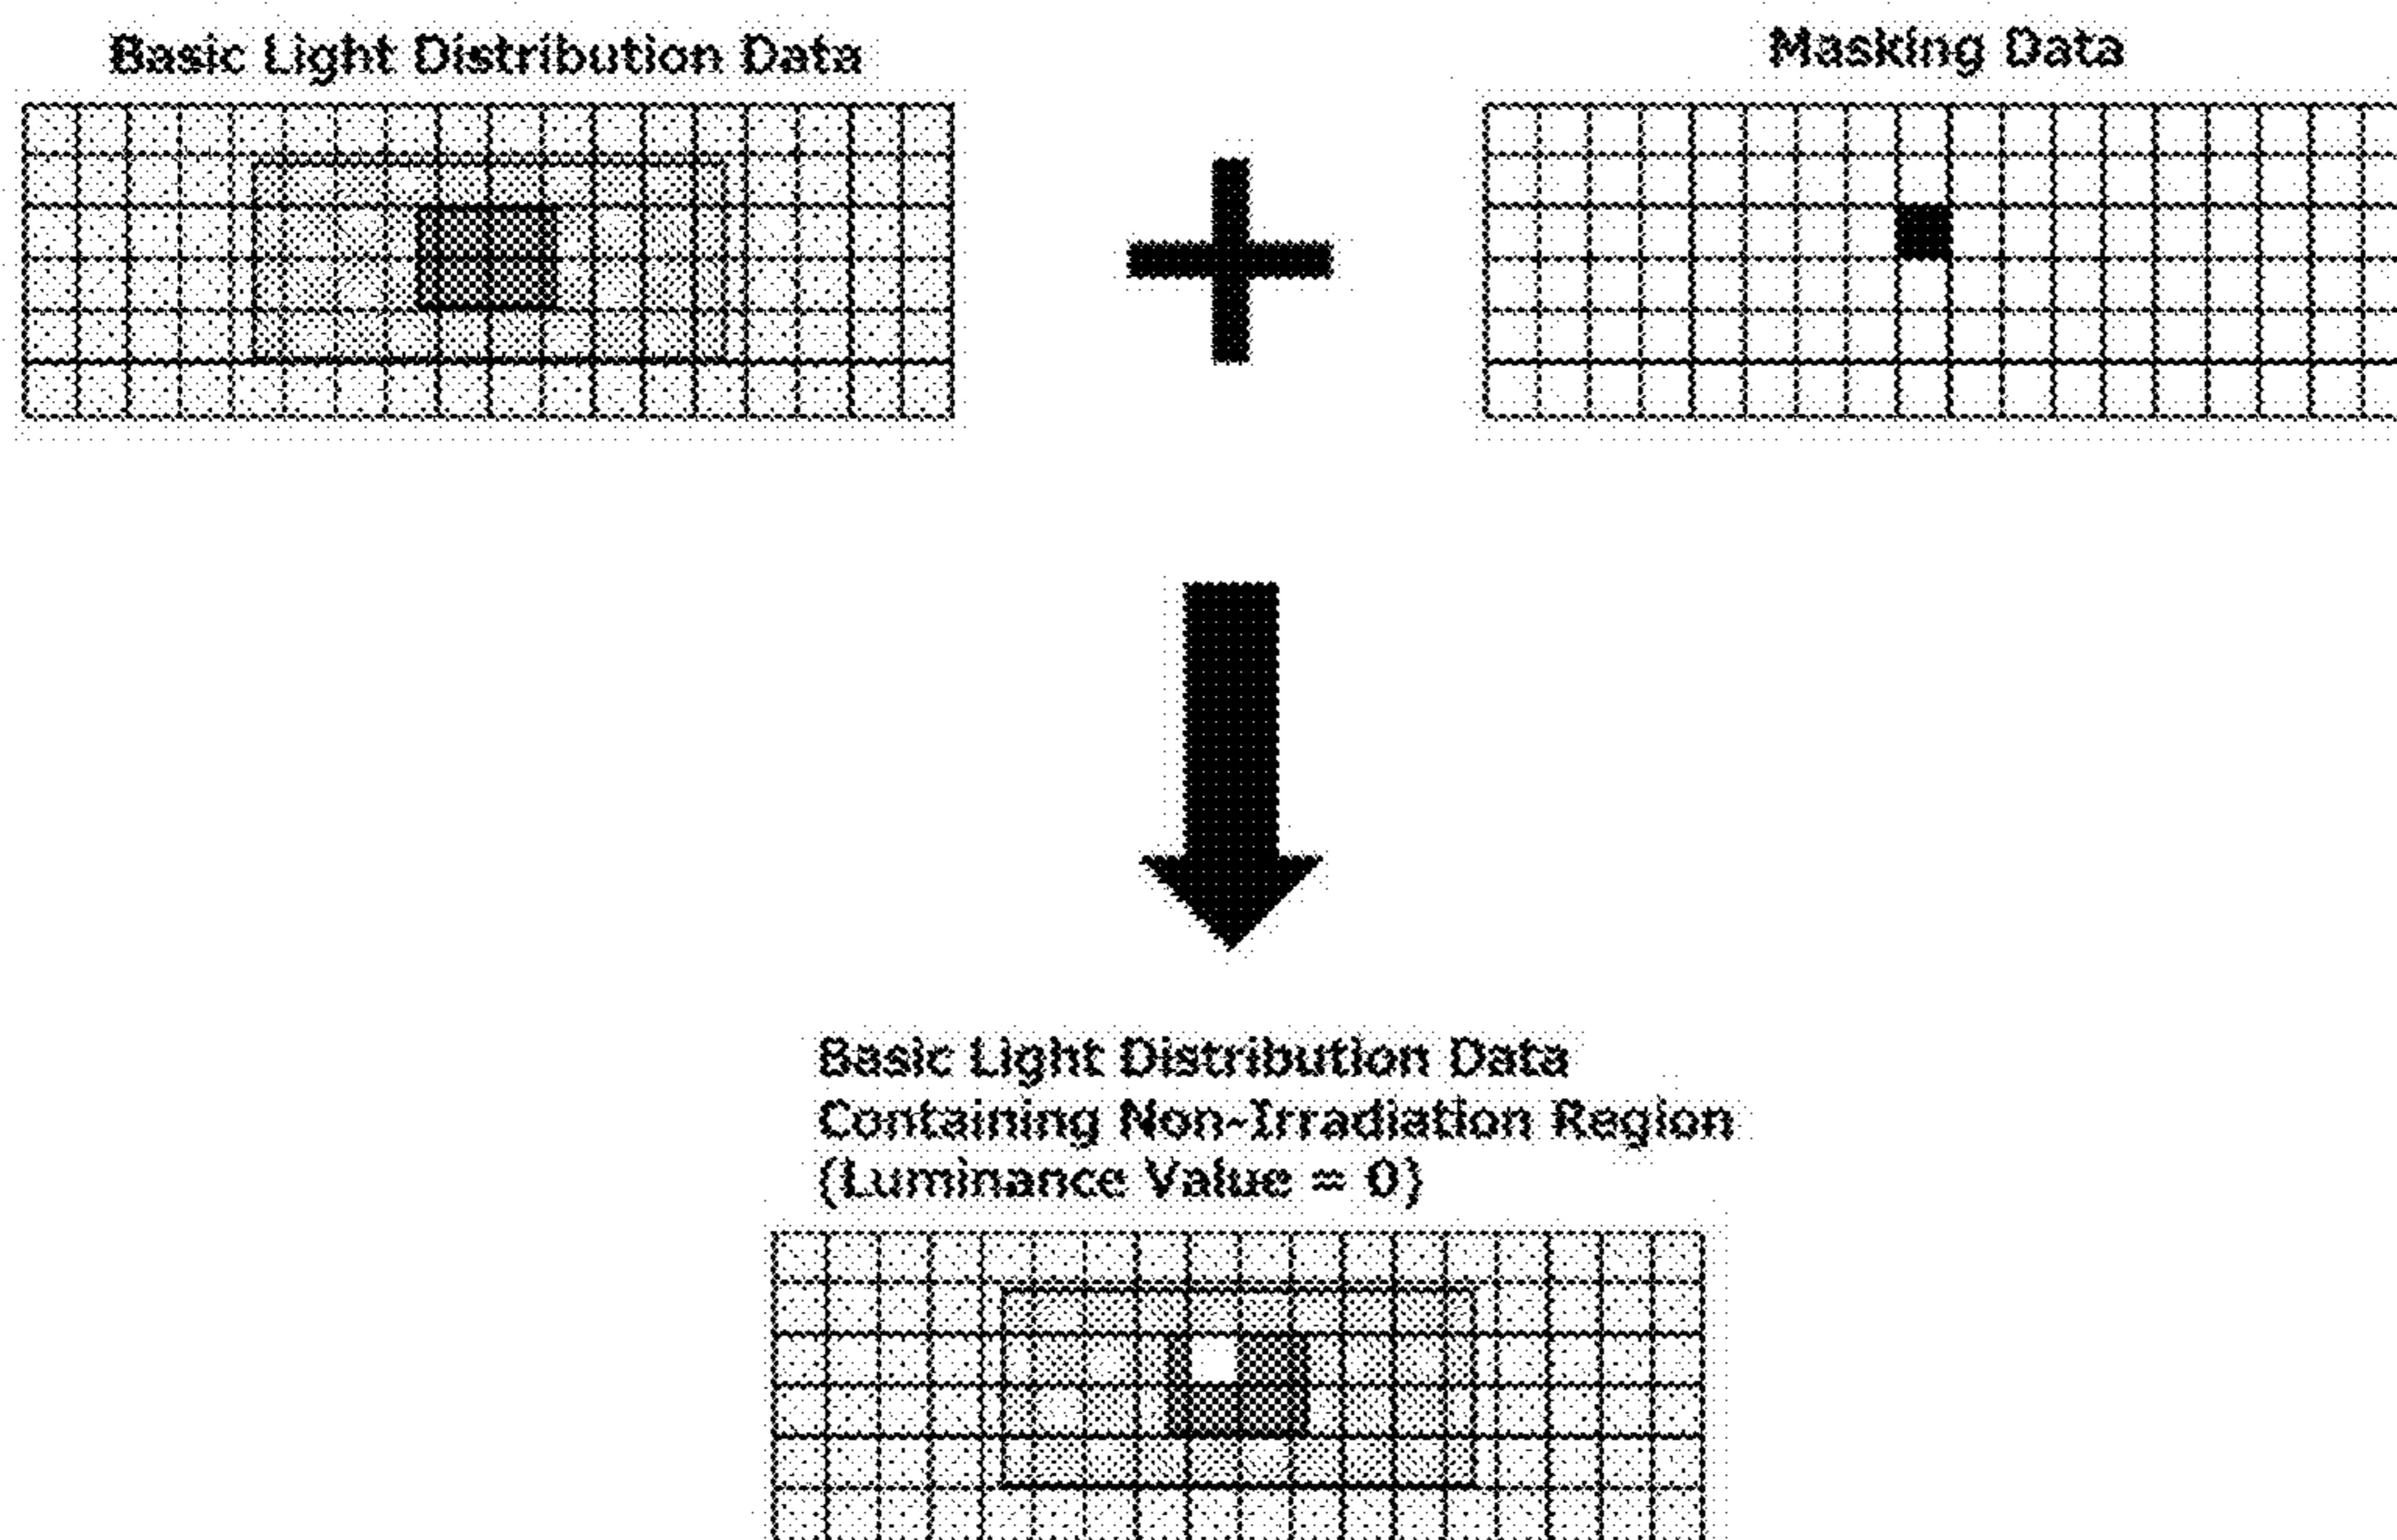 Basic Light Distribution Data
Masking Data
Basic Light Distribution Data
Containing Non-Irradiation Region
(Luminance Value = 0)